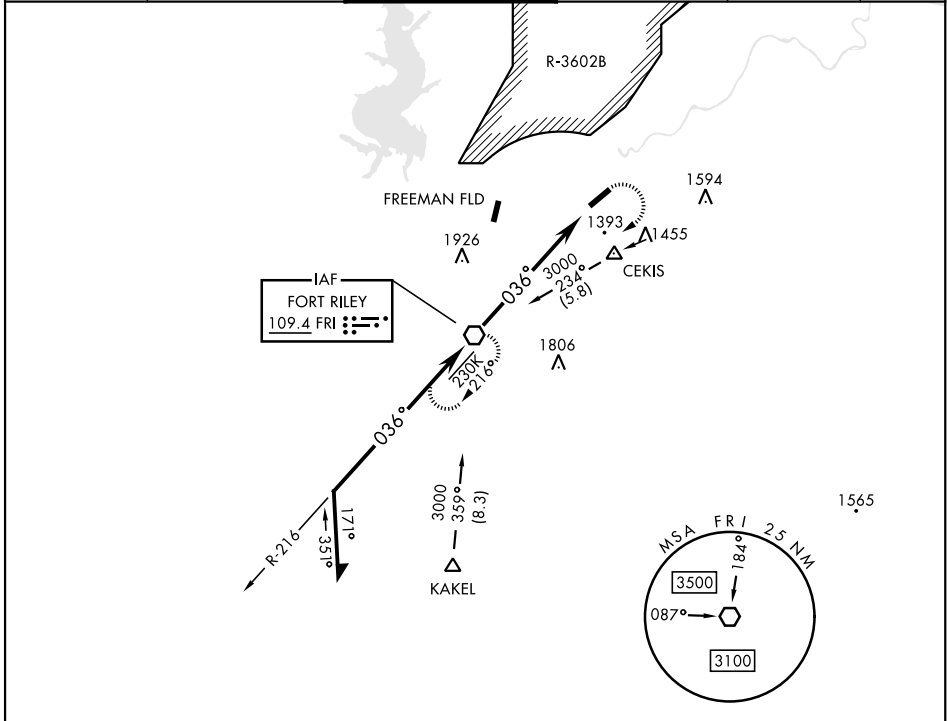 R-3602B
FREEMAN FLD
1594
1926
1393
1455
CEKIS
3000
234°
(5.8)
036°
IAF
FORT RILEY
109.4 FRI
230K
216°
1806
036°
3000
359°
(8.3)
KAKEL
R-216
351°
171°
1565
MSA FRI 25 NM
184°
3500
087°
3100